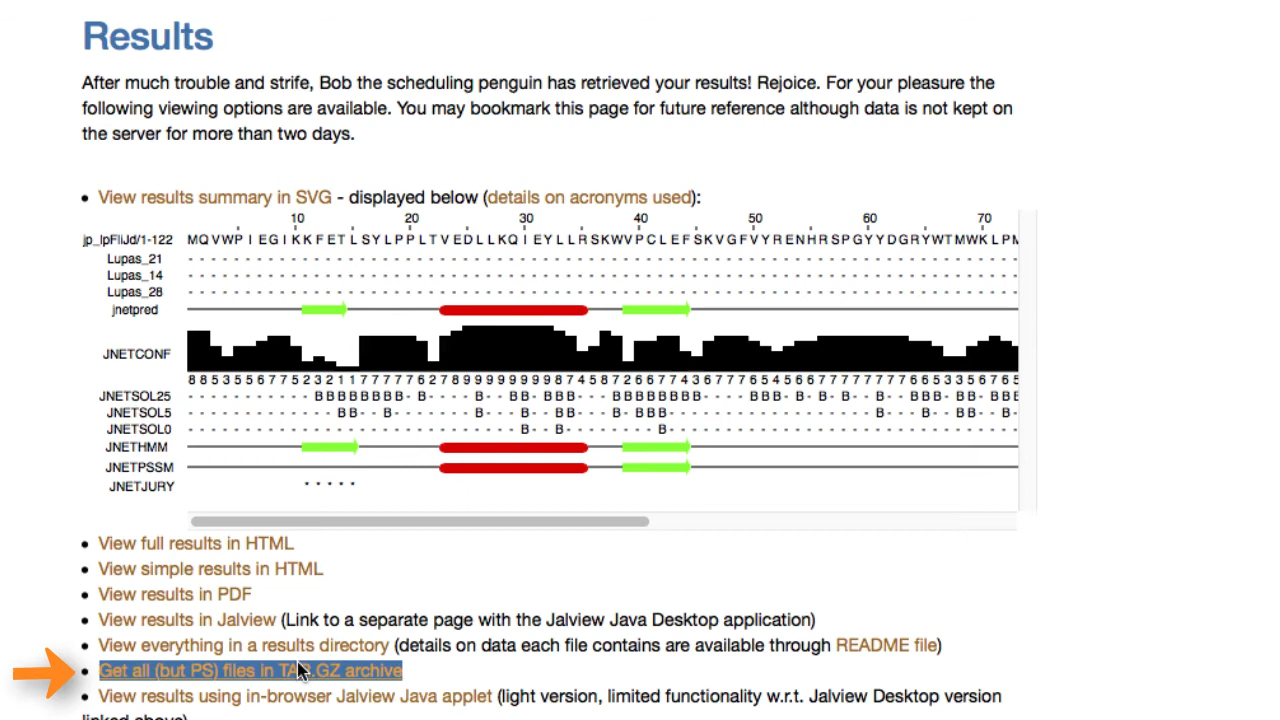 Results
After much trouble and strife, Bob the scheduling penguin has retrieved your results! Rejoice. For your pleasure the
following viewing options are available. You may bookmark this page for future reference although data is not kept on
the server for more than two days.
View results summary in SVG - displayed below (details on acronyms used):
10 20 30 40 50 60 70
jp_IpFIiJd/1-122 MQVWPIEGIKKFETLSYLPPLTVEDLLKQIEYLLRSKWVPCLEFSKVGFVYRENHRSPGYYDGRYWTMWKLPM
Lupas_21
Lupas_14
Lupas_28
jnetpred
JNETCONF
JNETSOL25
JNETSOL5
JNETSOL0
JNETHMM
JNETPSSM
JNETJURY
View full results in HTML
View simple results in HTML
View results in PDF
View results in Jalview (Link to a separate page with the Jalview Java Desktop application)
View everything in a results directory (details on data each file contains are available through README file)
Get all (but PS) files in TAR.GZ archive
View results using in-browser Jalview Java applet (light version, limited functionality w.r.t. Jalview Desktop version
linked above)